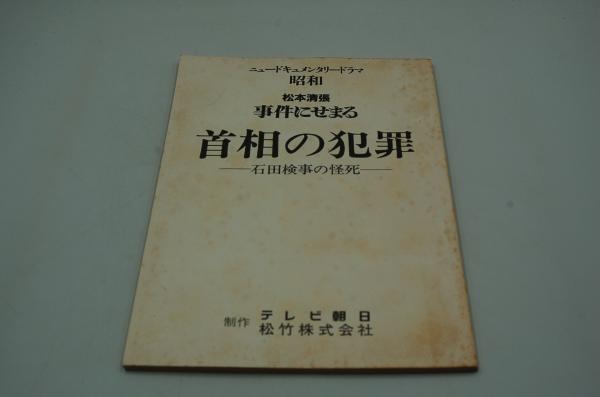 ニュードキュメンタリードラマ
昭和
松本清張
事件にせまる
首相の犯罪
——石田検事の怪死——
制作 テレビ朝日
松竹株式会社